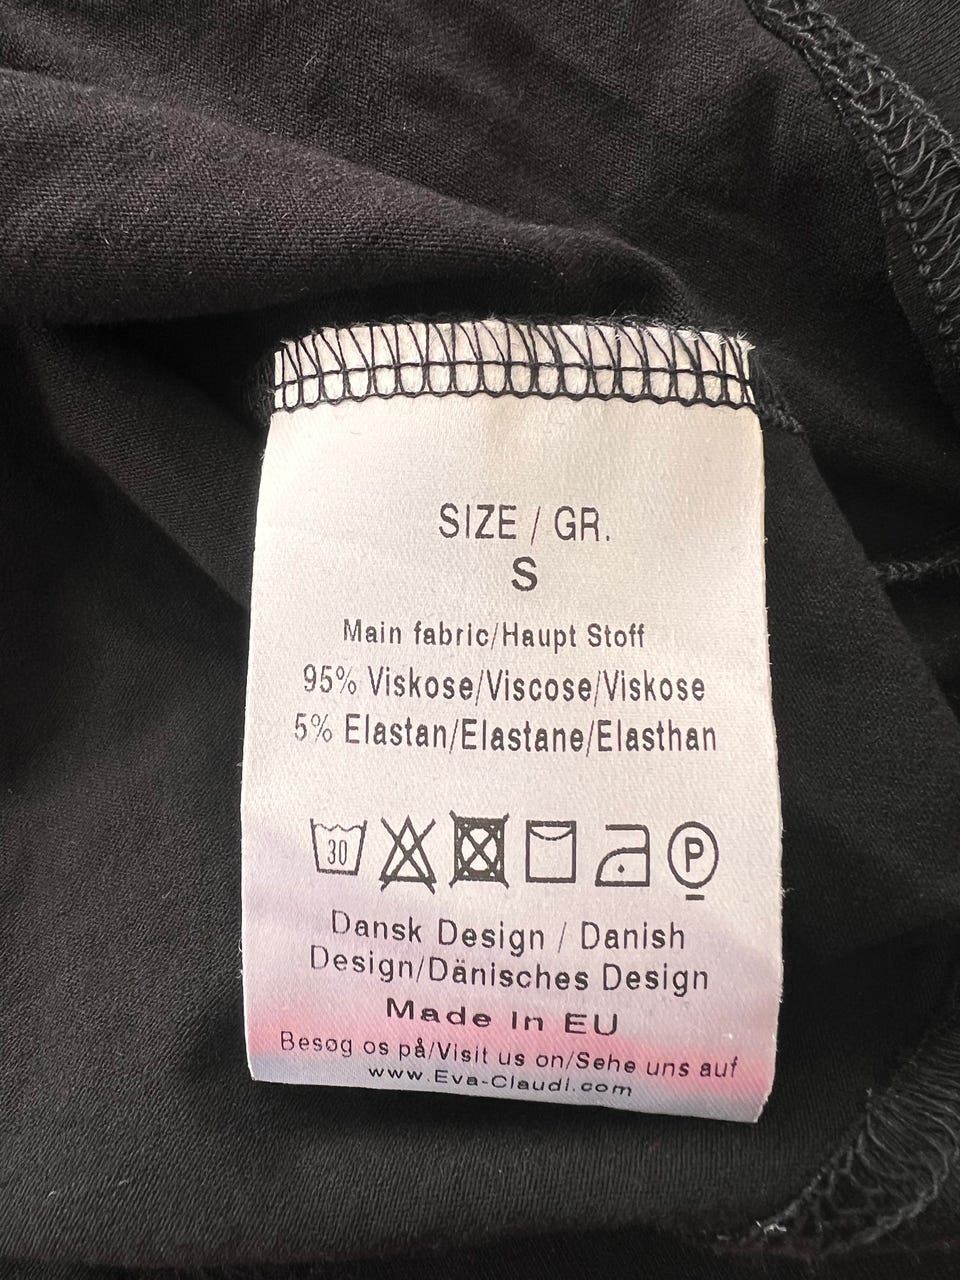 SIZE / GR.
S
Main fabric/Haupt Stoff
95% Viskose/Viscose/Viskose
5% Elastan/Elastane/Elasthan
30 P
Dansk Design / Danish
Design/Dänisches Design
Made In EU
Besøg os på/Visit us on/Sehe uns auf
www.Eva-Claudi.com